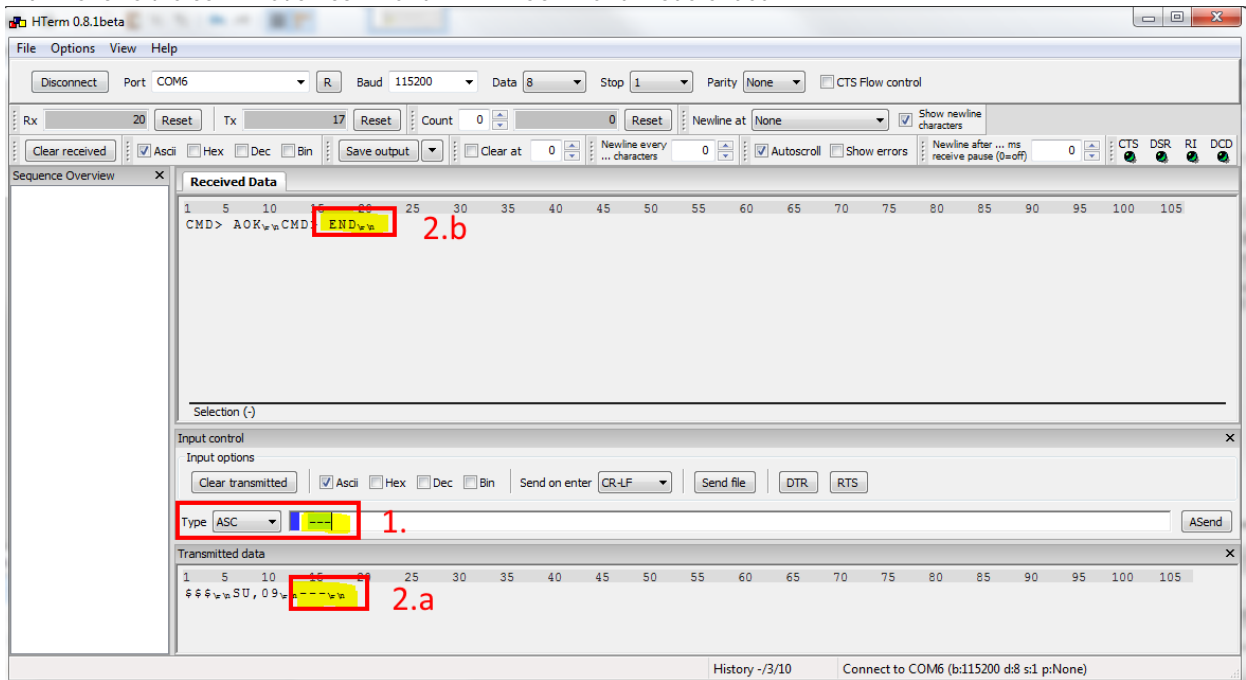 HTerm 0.8.1beta
File Options View Help
Disconnect Port COM6 R Baud 115200 Data 8 Stop 1 Parity None CTS Flow control
Rx 20 Reset Tx 17 Reset Count 0 0 Reset Newline at None Show newline characters
Clear received Ascii Hex Dec Bin Save output Clear at 0 Newline every ... characters 0 Autoscroll Show errors Newline after ... ms receive pause (0=off) 0 CTS DSR RI DCD
Sequence Overview x Received Data
1 5 10 15 20 25 30 35 40 45 50 55 60 65 70 75 80 85 90 95 100 105
CMD> AOK\r\nCMD> END\r\n 2.b
Selection (-)
Input control x
Input options
Clear transmitted Ascii Hex Dec Bin Send on enter CR-LF Send file DTR RTS
Type ASC --- 1. ASend
Transmitted data x
1 5 10 15 20 25 30 35 40 45 50 55 60 65 70 75 80 85 90 95 100 105
$$$\r\nSU,09\r\n---\r\n 2.a
History -/3/10 Connect to COM6 (b:115200 d:8 s:1 p:None)